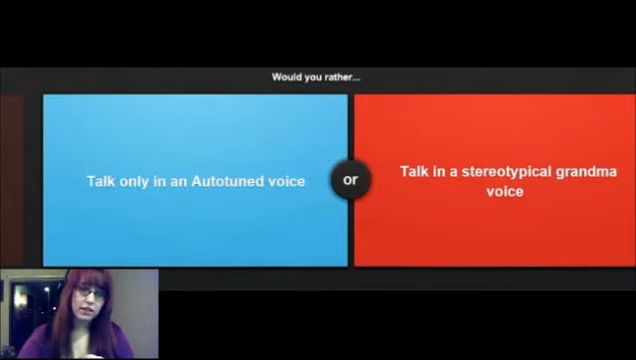 Would you rather...
Talk only in an Autotuned voice
or
Talk in a stereotypical grandma
voice